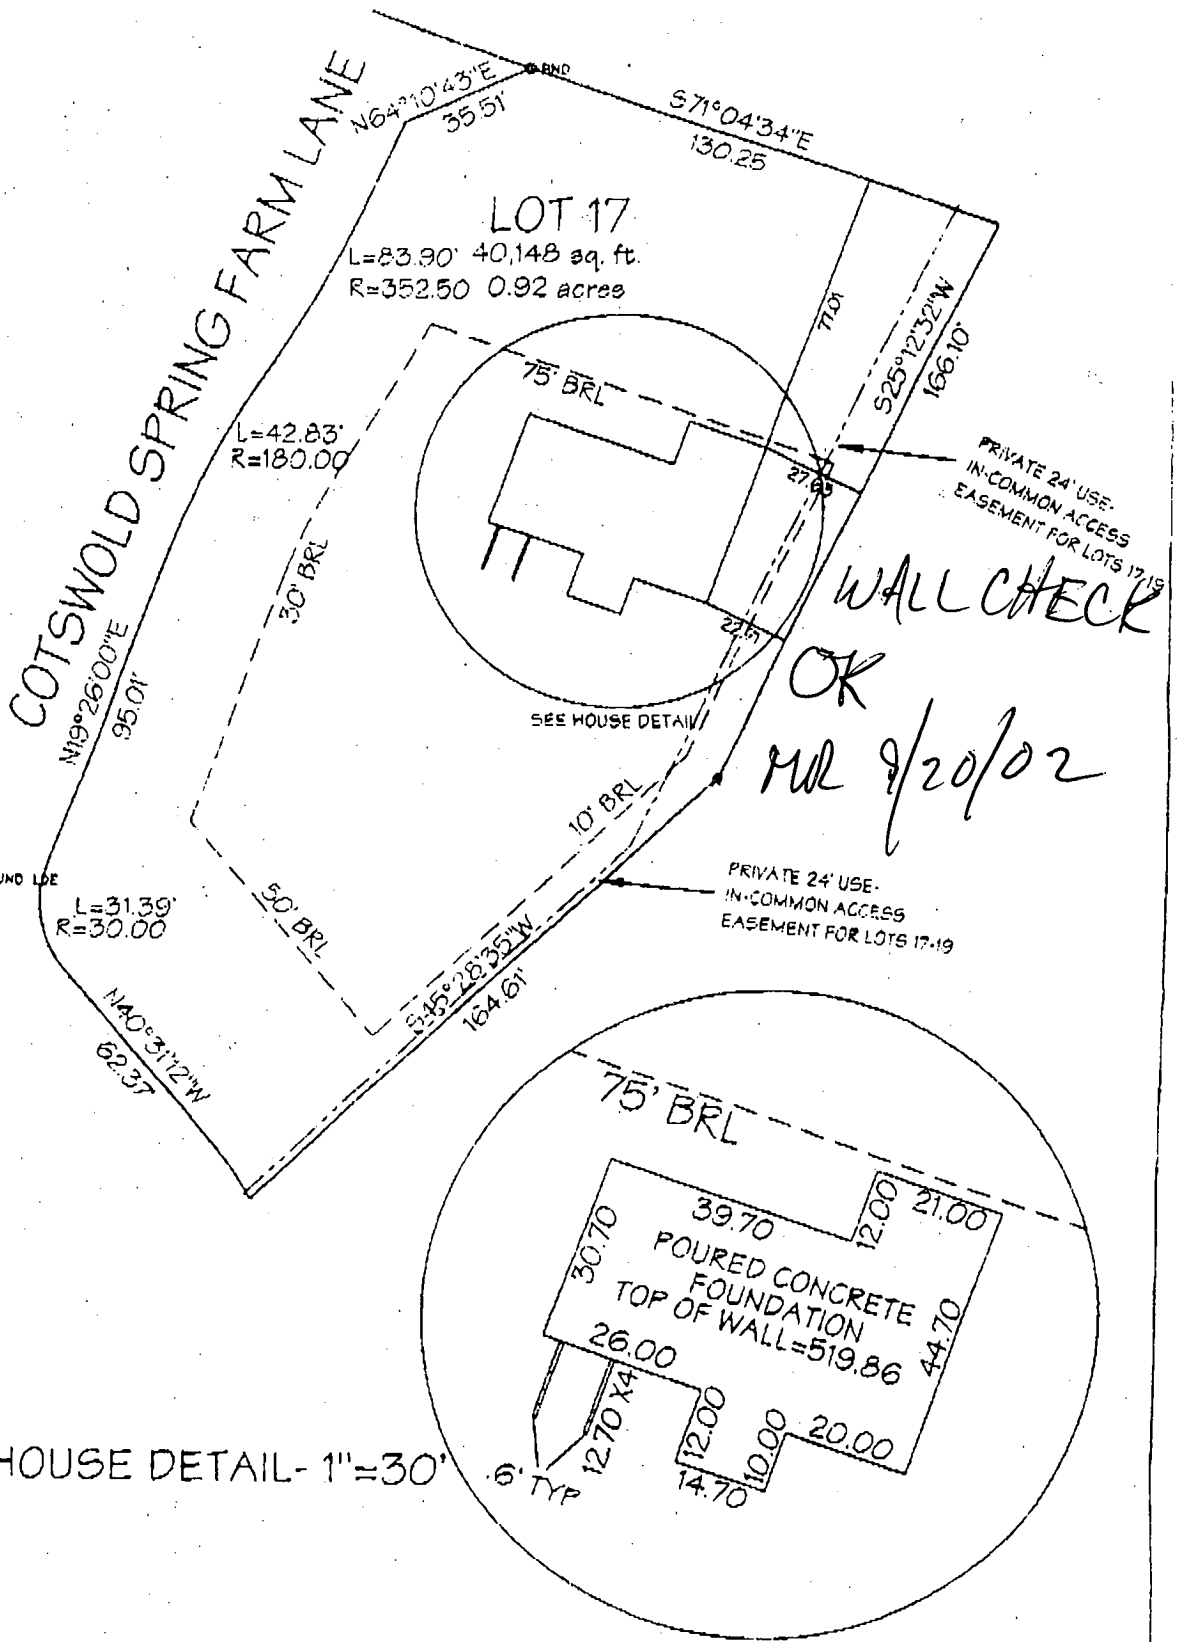 N64°10'43"E
35.51'
BND
S71°04'34"E
130.25
COTSWOLD SPRING FARM LANE
LOT 17
L=83.90' 40,148 sq. ft.
R=352.50 0.92 acres
77.01
S25°12'32"W
166.10'
75' BRL
L=42.83'
R=180.00
30' BRL
27.65
PRIVATE 24' USE-
IN-COMMON ACCESS
EASEMENT FOR LOTS 17-19
WALL CHECK
OK
MR 9/20/02
N19°26'00"E
95.01'
SEE HOUSE DETAIL
10' BRL
LDE
L=31.39'
R=30.00
50' BRL
PRIVATE 24' USE-
IN-COMMON ACCESS
EASEMENT FOR LOTS 17-19
S45°28'35"W
164.61'
N40°31'12"W
62.37
75' BRL
39.70
12.00
21.00
30.70
POURED CONCRETE
FOUNDATION
TOP OF WALL=519.86
44.70
26.00
12.70 X4
12.00
14.70
10.00
20.00
.6' TYP
HOUSE DETAIL- 1"=30'